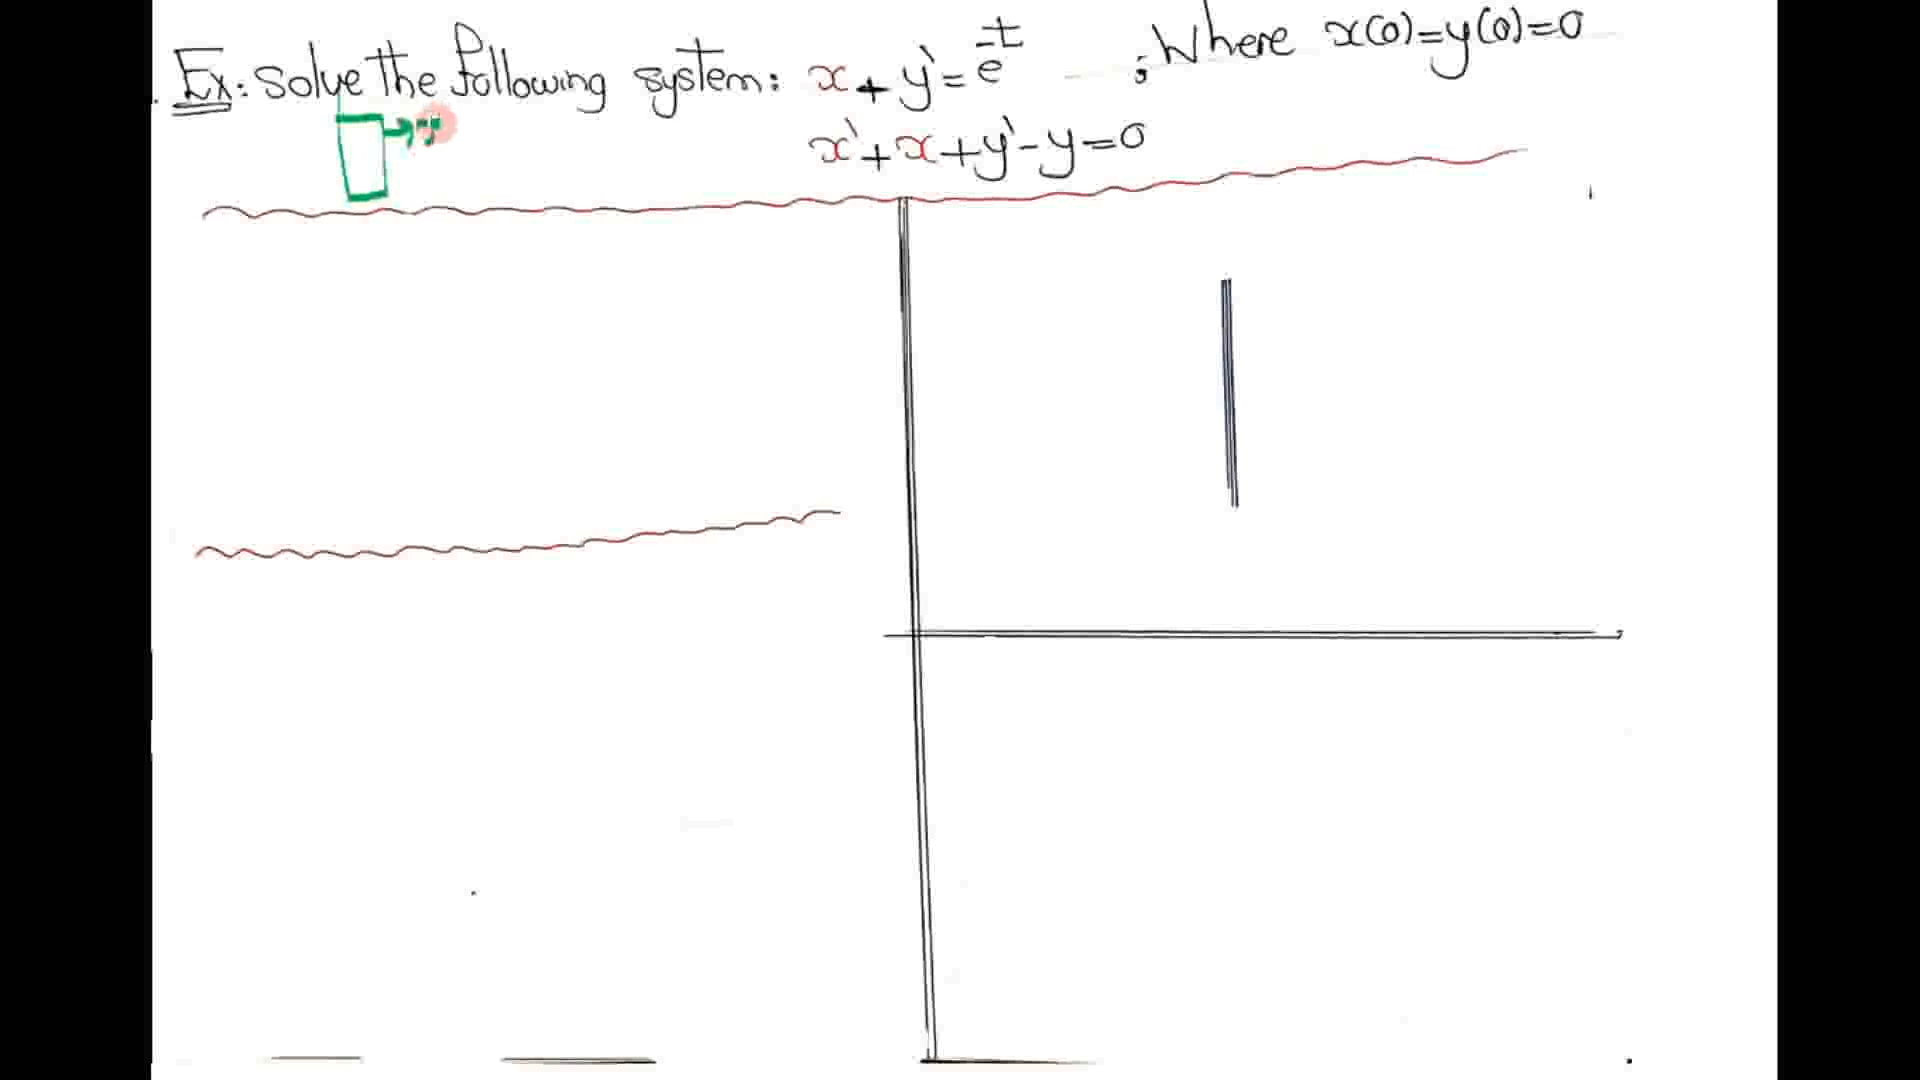 Ex: solve the following system: x + y' = e^-t ; Where x(0)=y(0)=0
x' + x + y' - y = 0